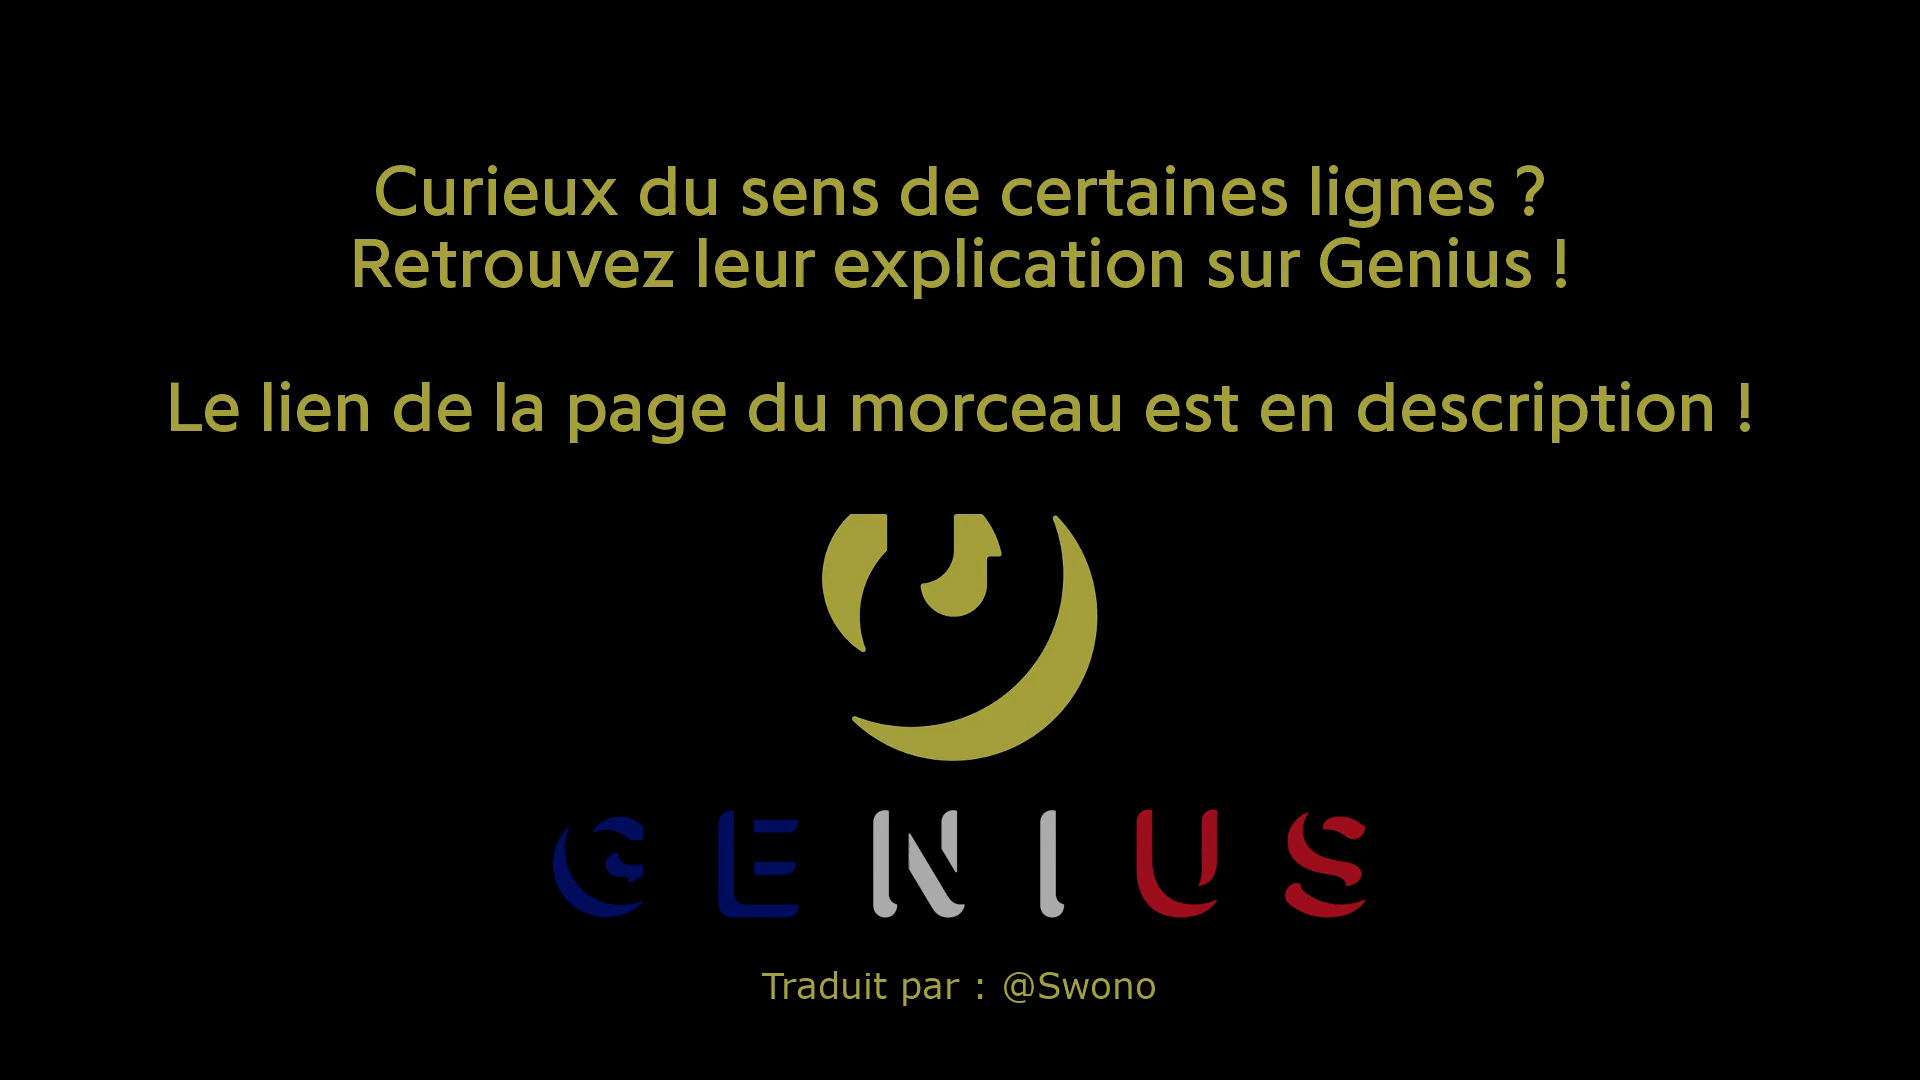 Curieux du sens de certaines lignes ?
Retrouvez leur explication sur Genius !
Le lien de la page du morceau est en description !
GENIUS
Traduit par : @Swono